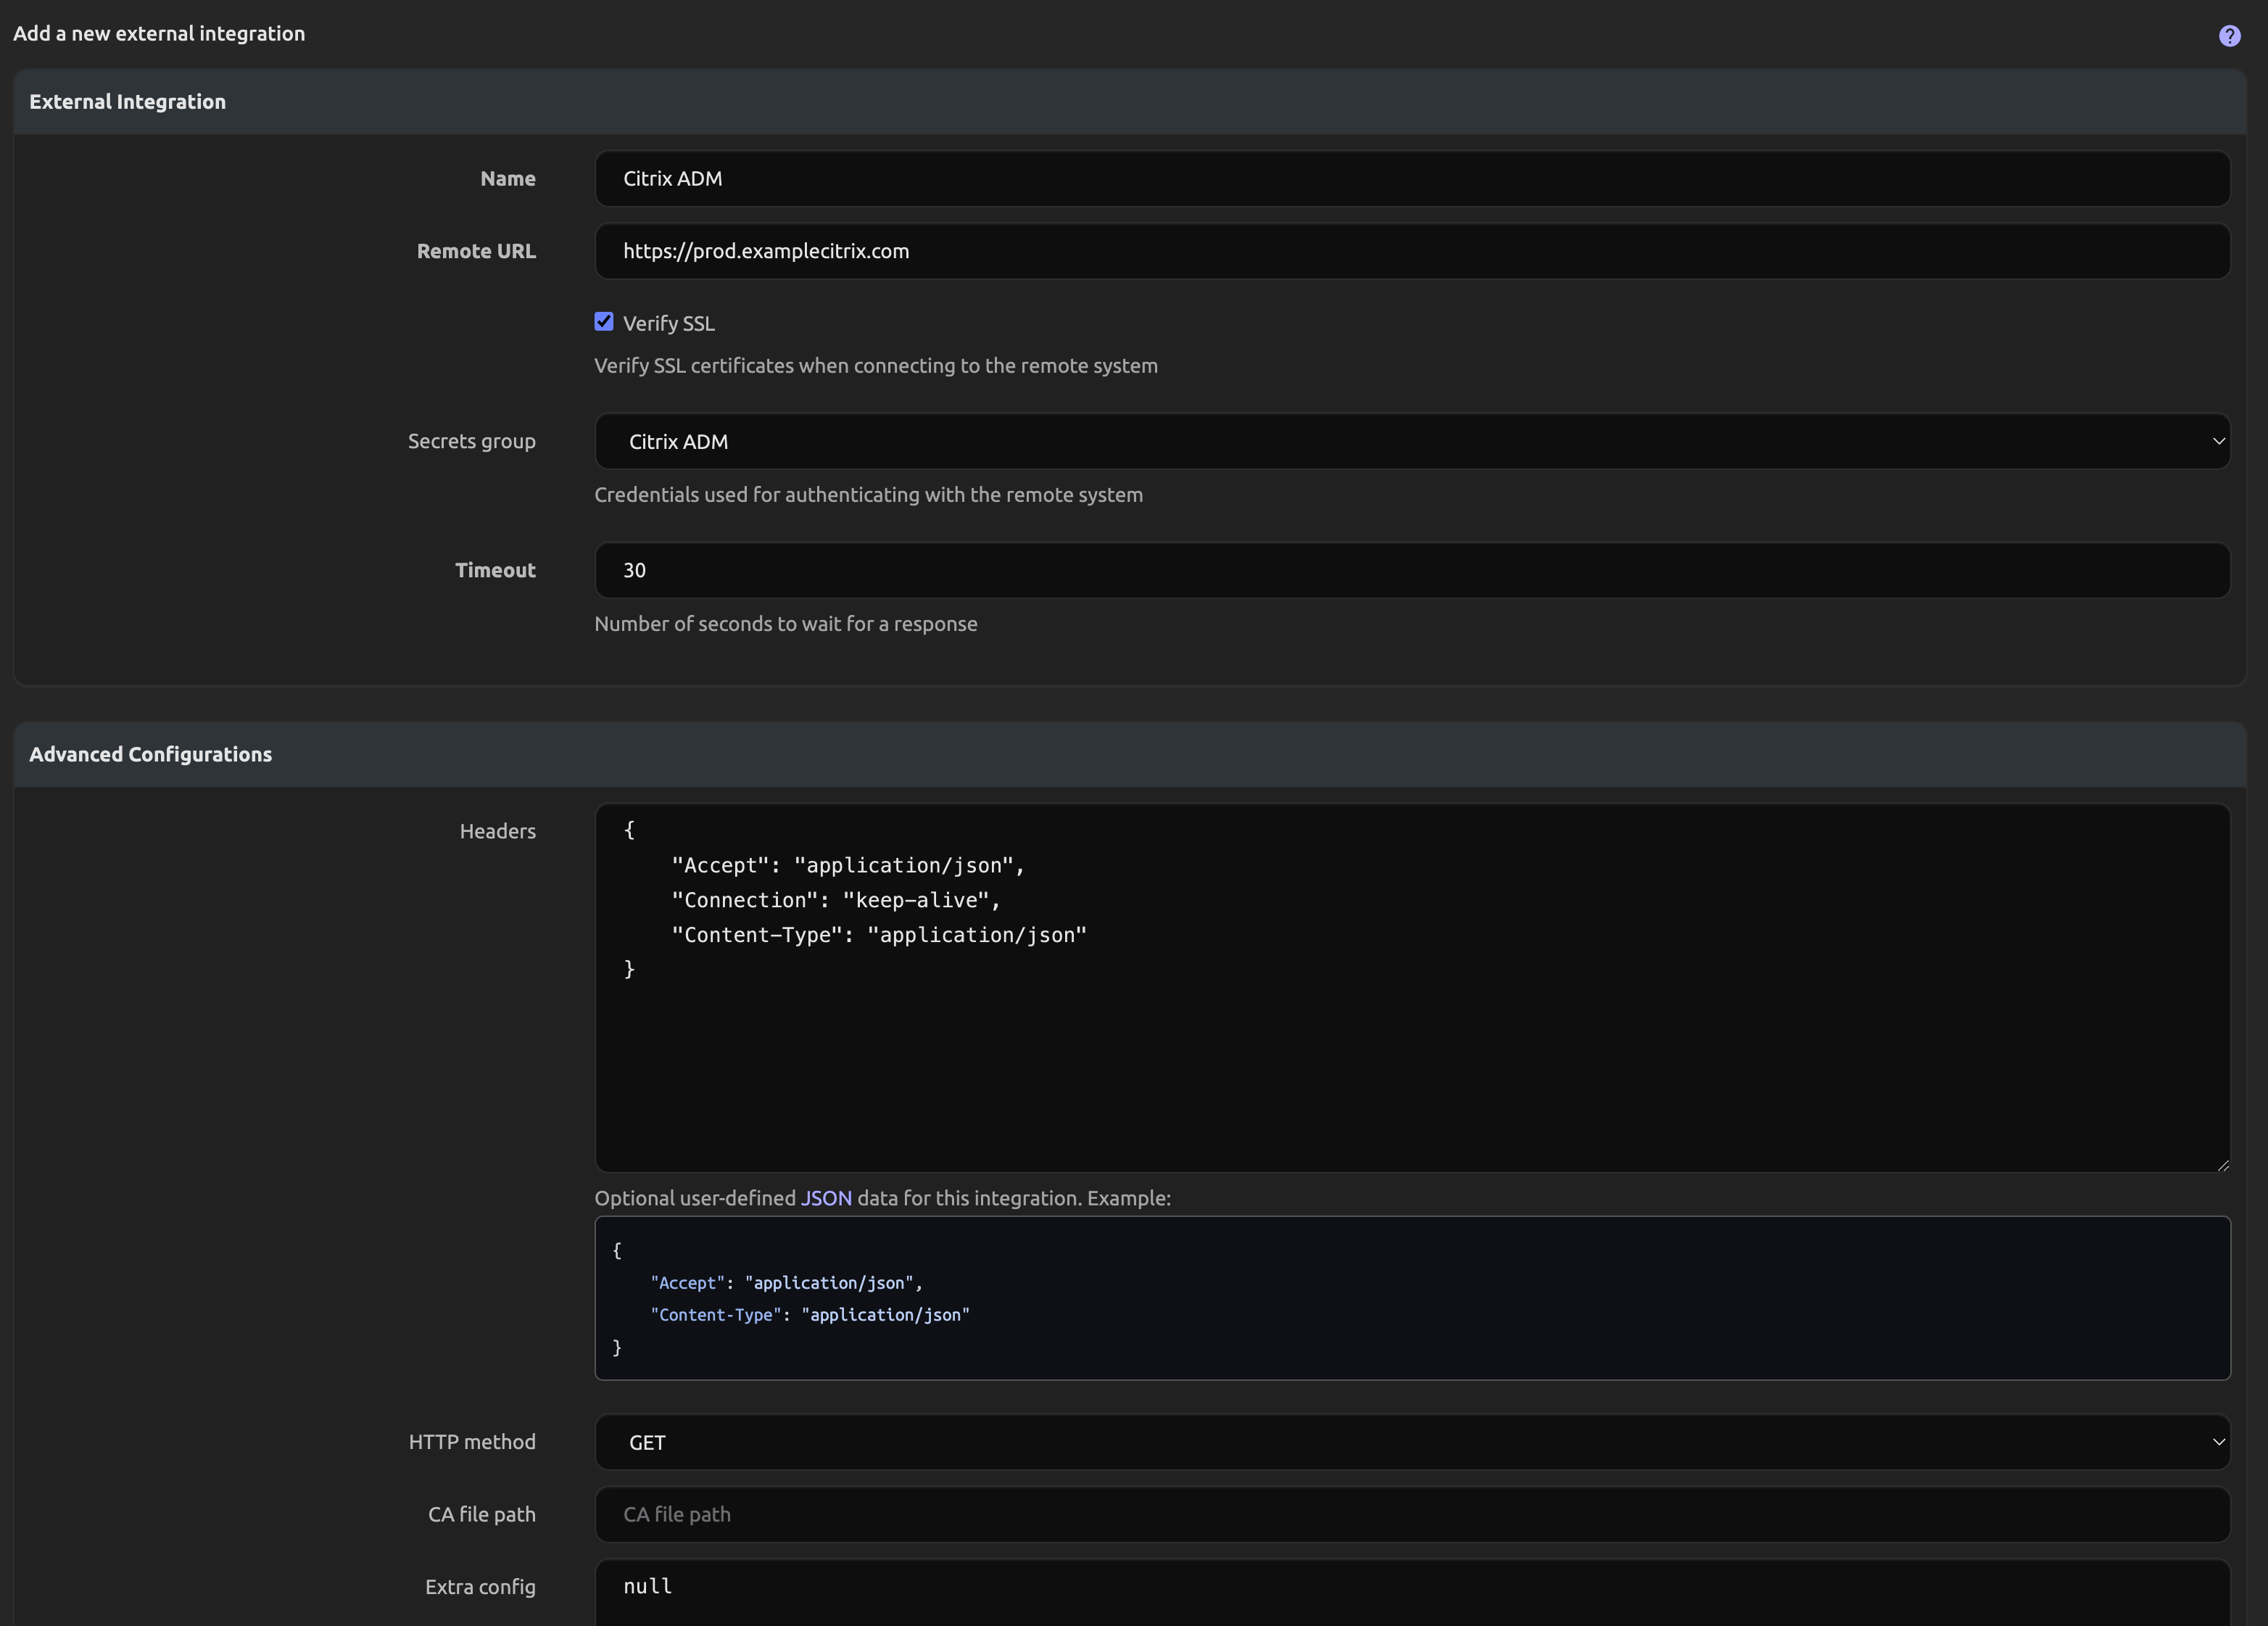 Add a new external integration
?
External Integration
Name
Citrix ADM
Remote URL
https://prod.examplecitrix.com
Verify SSL
Verify SSL certificates when connecting to the remote system
Secrets group
Citrix ADM
Credentials used for authenticating with the remote system
Timeout
30
Number of seconds to wait for a response
Advanced Configurations
Headers
{
    "Accept": "application/json",
    "Connection": "keep-alive",
    "Content-Type": "application/json"
}
Optional user-defined JSON data for this integration. Example:
{
    "Accept": "application/json",
    "Content-Type": "application/json"
}
HTTP method
GET
CA file path
CA file path
Extra config
null